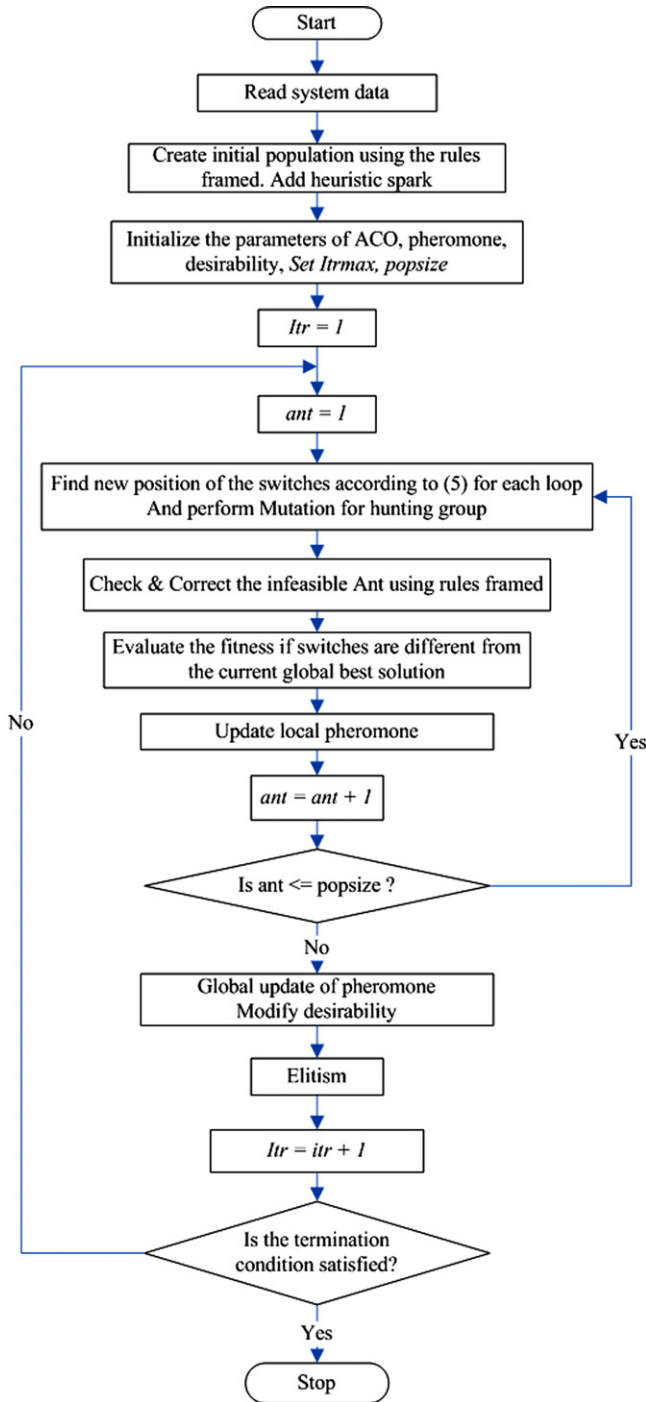 Start
Read system data
Create initial population using the rules
framed. Add heuristic spark
Initialize the parameters of ACO, pheromone,
desirability, Set Itrmax, popsize
Itr = 1
ant = 1
Find new position of the switches according to (5) for each loop
And perform Mutation for hunting group
Check & Correct the infeasible Ant using rules framed
Evaluate the fitness if switches are different from
the current global best solution
No
Update local pheromone
Yes
ant = ant + 1
Is ant <= popsize ?
No
Global update of pheromone
Modify desirability
Elitism
Itr = itr + 1
Is the termination
condition satisfied?
Yes
Stop